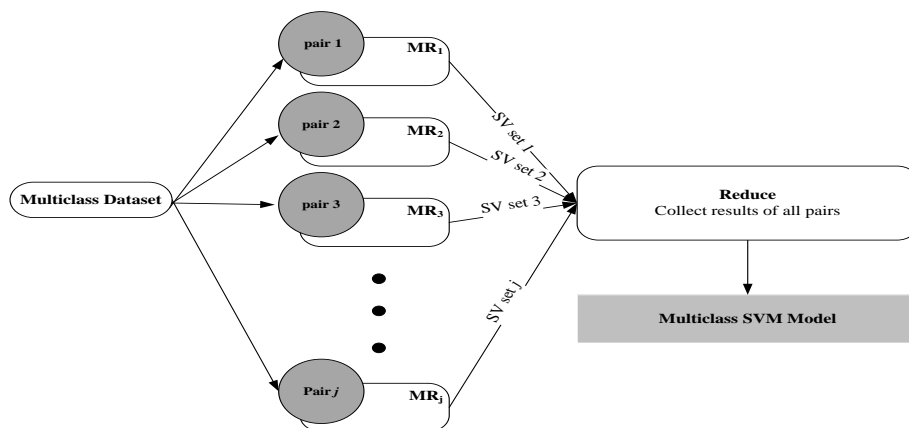 pair 1
MR₁
SV set 1
pair 2
MR₂
SV set 2
Multiclass Dataset
pair 3
MR₃
SV set 3
Reduce
Collect results of all pairs
SV set j
Multiclass SVM Model
Pair j
MRⱼ